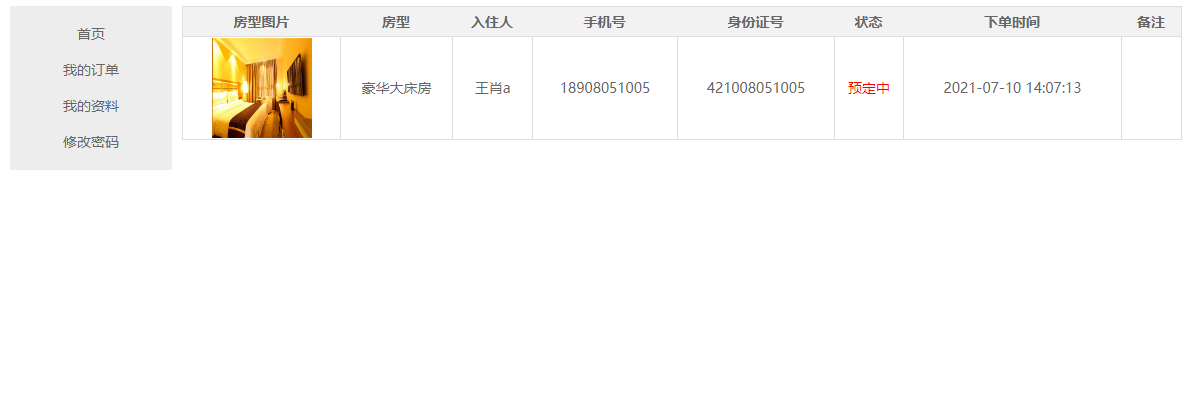 首页
我的订单
我的资料
修改密码
房型图片 房型 入住人 手机号 身份证号 状态 下单时间 备注
豪华大床房 王肖a 18908051005 421008051005 预定中 2021-07-10 14:07:13